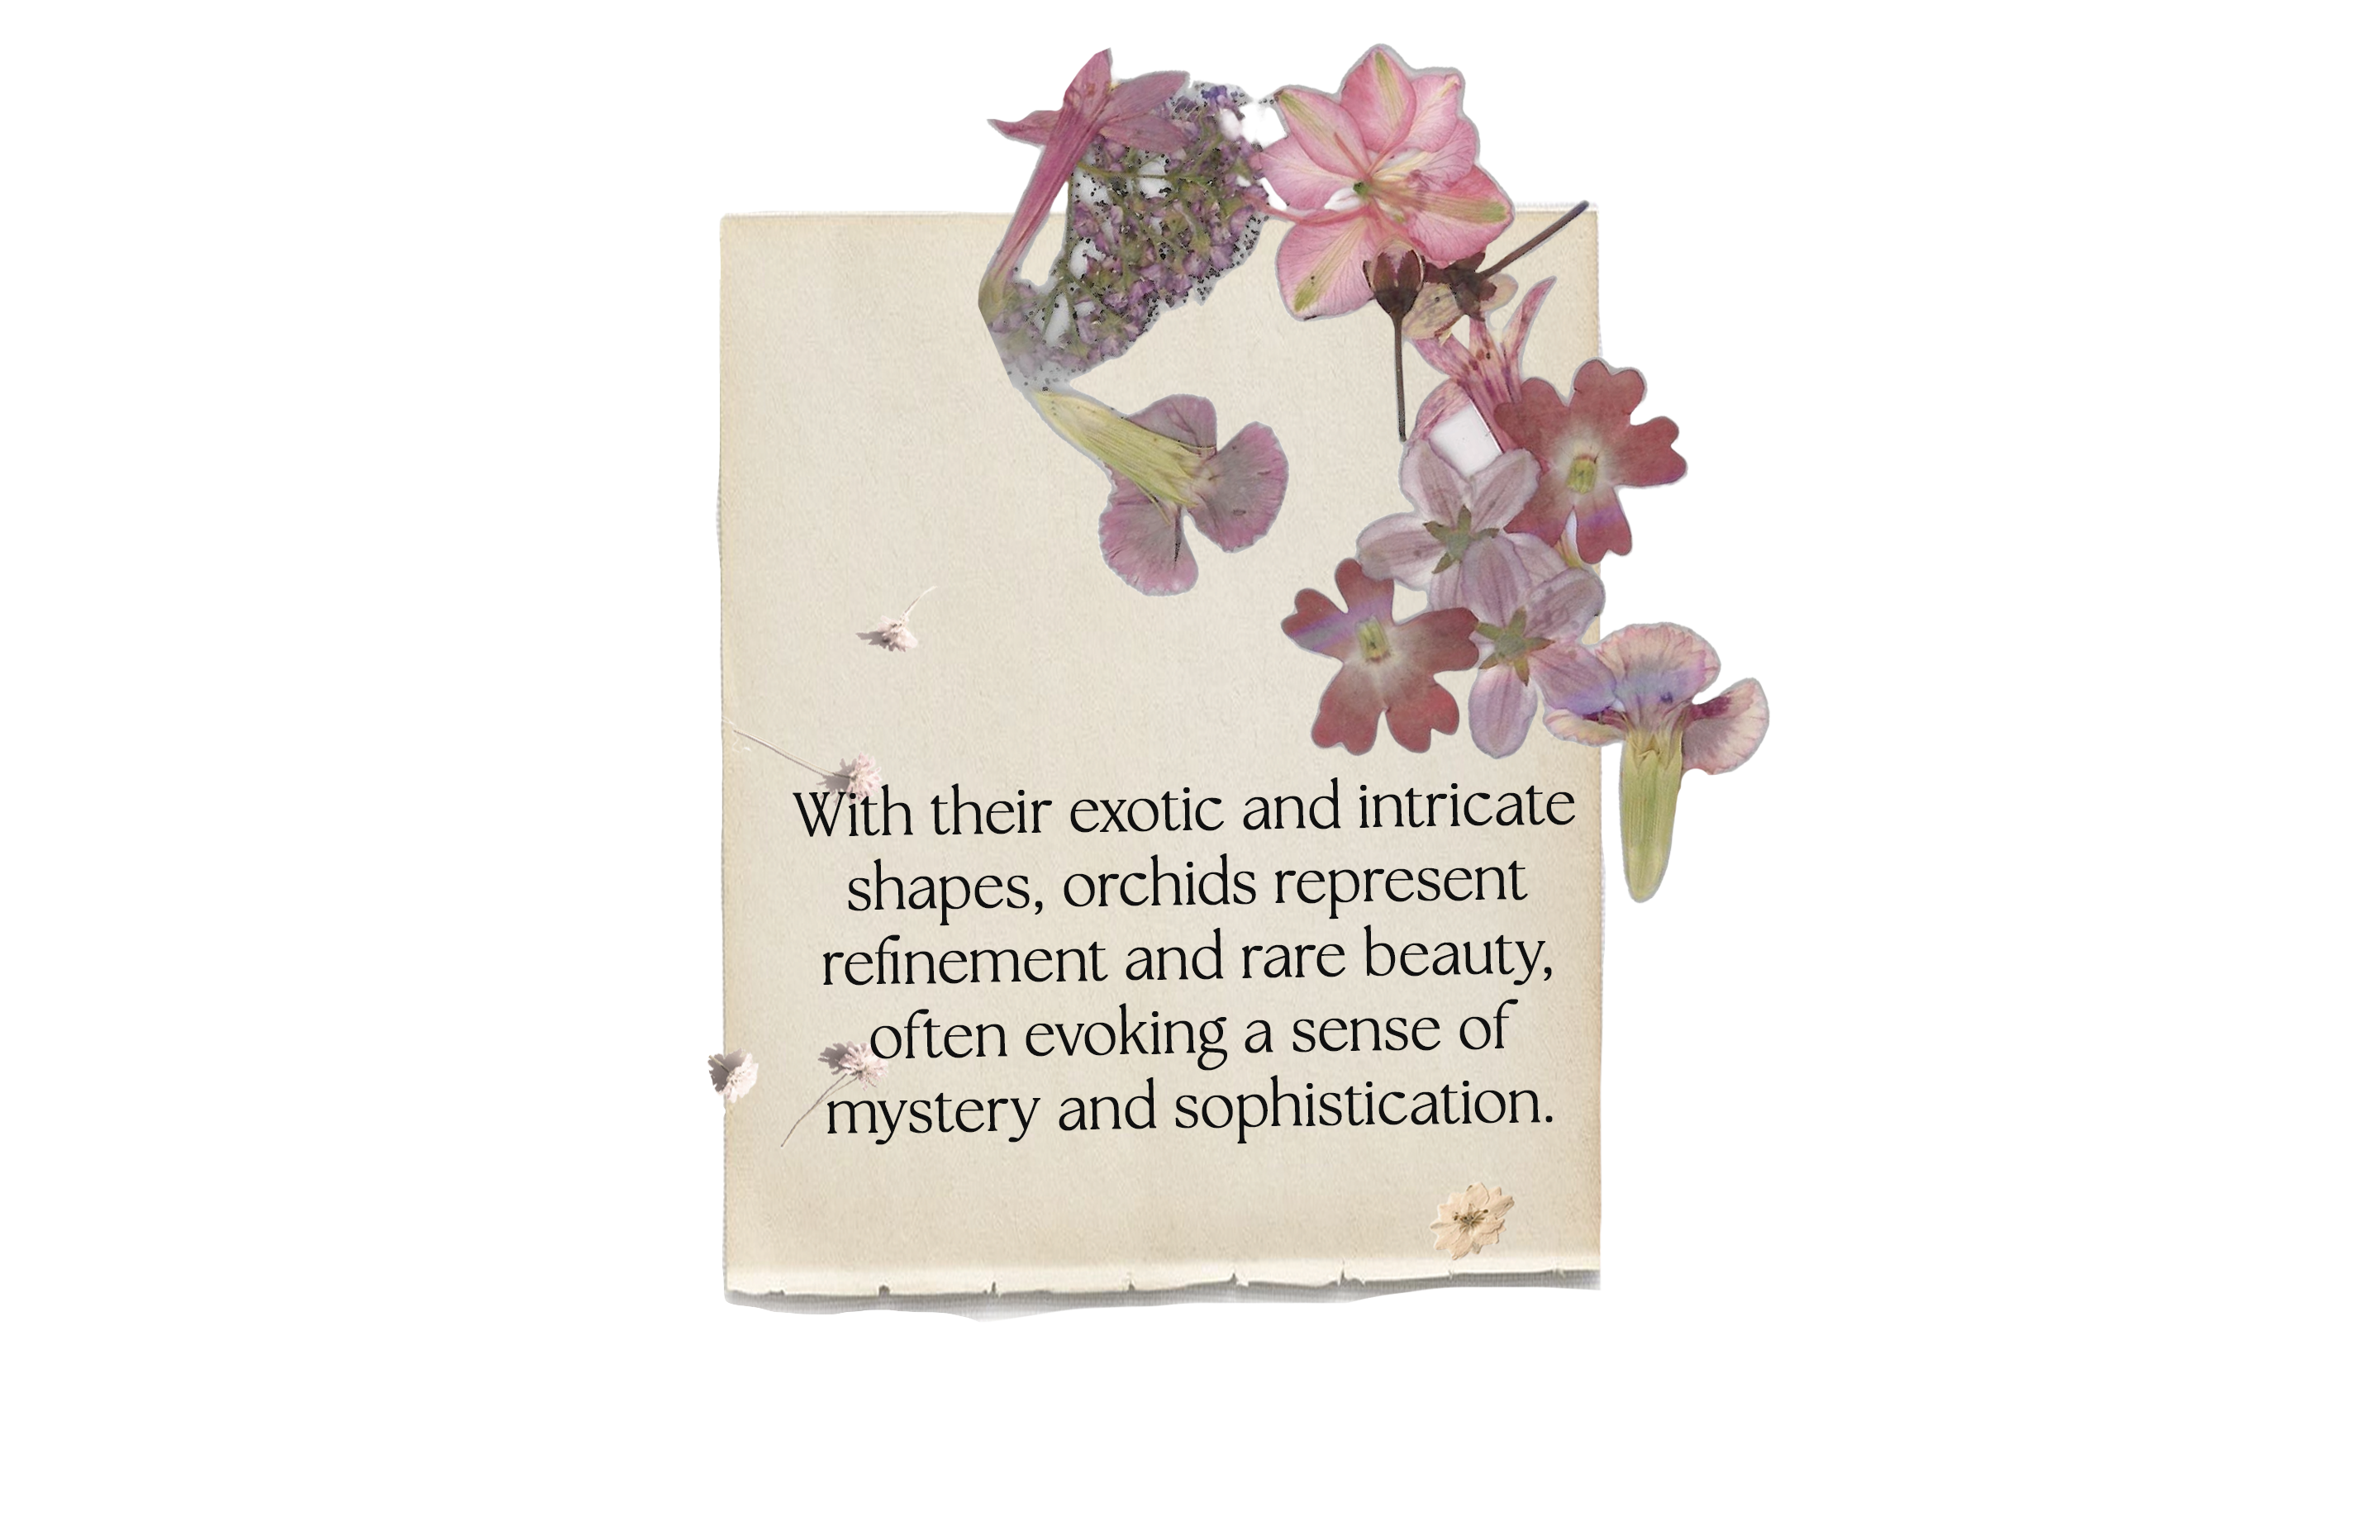 With their exotic and intricate
shapes, orchids represent
refinement and rare beauty,
often evoking a sense of
mystery and sophistication.